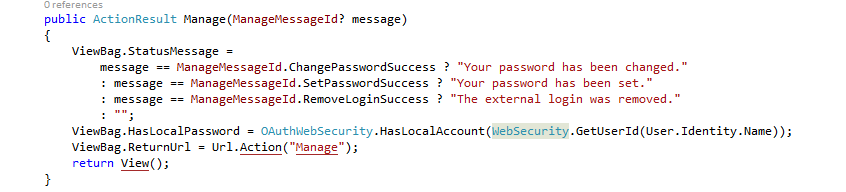 0 references
public ActionResult Manage(ManageMessageId? message)
{
    ViewBag.StatusMessage =
        message == ManageMessageId.ChangePasswordSuccess ? "Your password has been changed."
        : message == ManageMessageId.SetPasswordSuccess ? "Your password has been set."
        : message == ManageMessageId.RemoveLoginSuccess ? "The external login was removed."
        : "";
    ViewBag.HasLocalPassword = OAuthWebSecurity.HasLocalAccount(WebSecurity.GetUserId(User.Identity.Name));
    ViewBag.ReturnUrl = Url.Action("Manage");
    return View();
}